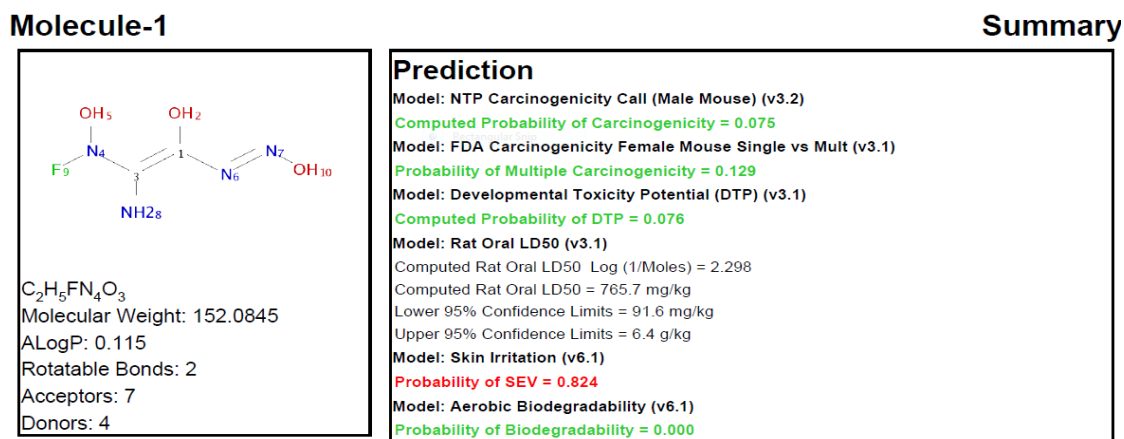 Molecule-1
Summary
OH5
OH2
N4
N7
F9
1
3
N6
OH10
NH28
C2H5FN4O3
Molecular Weight: 152.0845
ALogP: 0.115
Rotatable Bonds: 2
Acceptors: 7
Donors: 4
Prediction
Model: NTP Carcinogenicity Call (Male Mouse) (v3.2)
Computed Probability of Carcinogenicity = 0.075
Model: FDA Carcinogenicity Female Mouse Single vs Mult (v3.1)
Probability of Multiple Carcinogenicity = 0.129
Model: Developmental Toxicity Potential (DTP) (v3.1)
Computed Probability of DTP = 0.076
Model: Rat Oral LD50 (v3.1)
Computed Rat Oral LD50 Log (1/Moles) = 2.298
Computed Rat Oral LD50 = 765.7 mg/kg
Lower 95% Confidence Limits = 91.6 mg/kg
Upper 95% Confidence Limits = 6.4 g/kg
Model: Skin Irritation (v6.1)
Probability of SEV = 0.824
Model: Aerobic Biodegradability (v6.1)
Probability of Biodegradability = 0.000